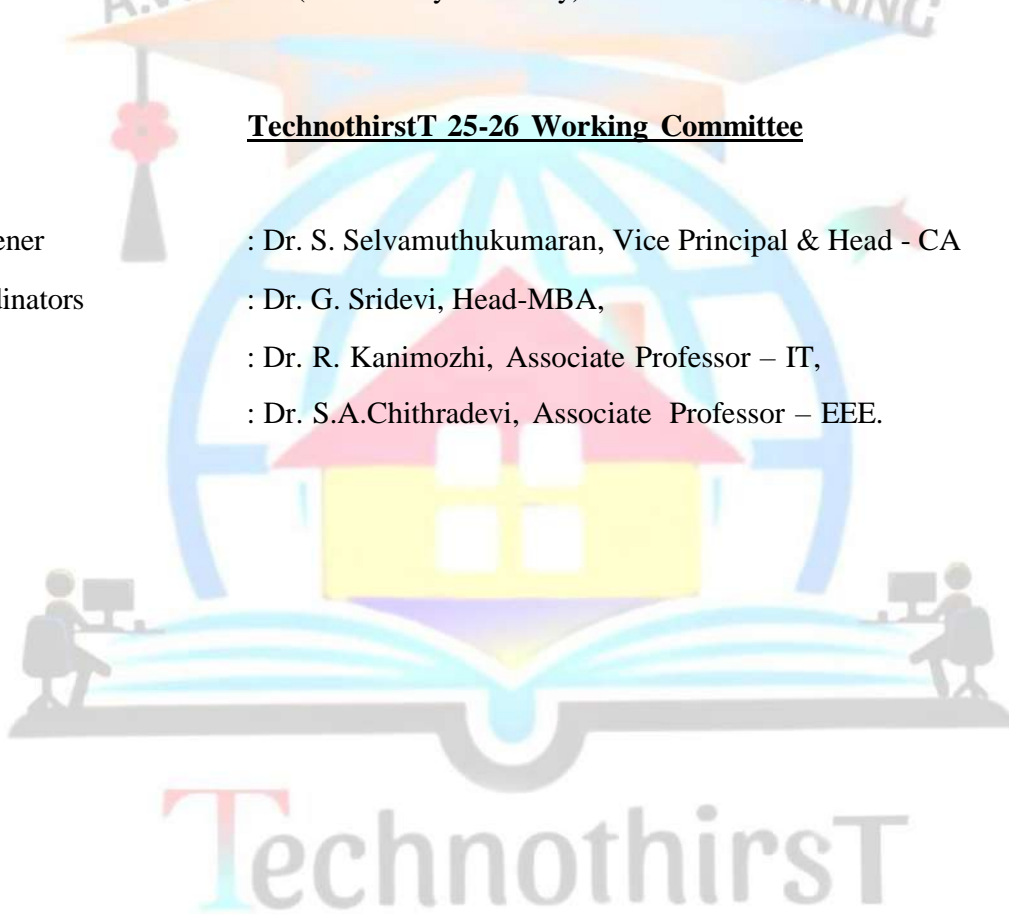 TechnothirstT 25-26 Working Committee
ener : Dr. S. Selvamuthukumaran, Vice Principal & Head - CA
linators : Dr. G. Sridevi, Head-MBA,
: Dr. R. Kanimozhi, Associate Professor – IT,
: Dr. S.A.Chithradevi, Associate Professor – EEE.
TechnothirsT